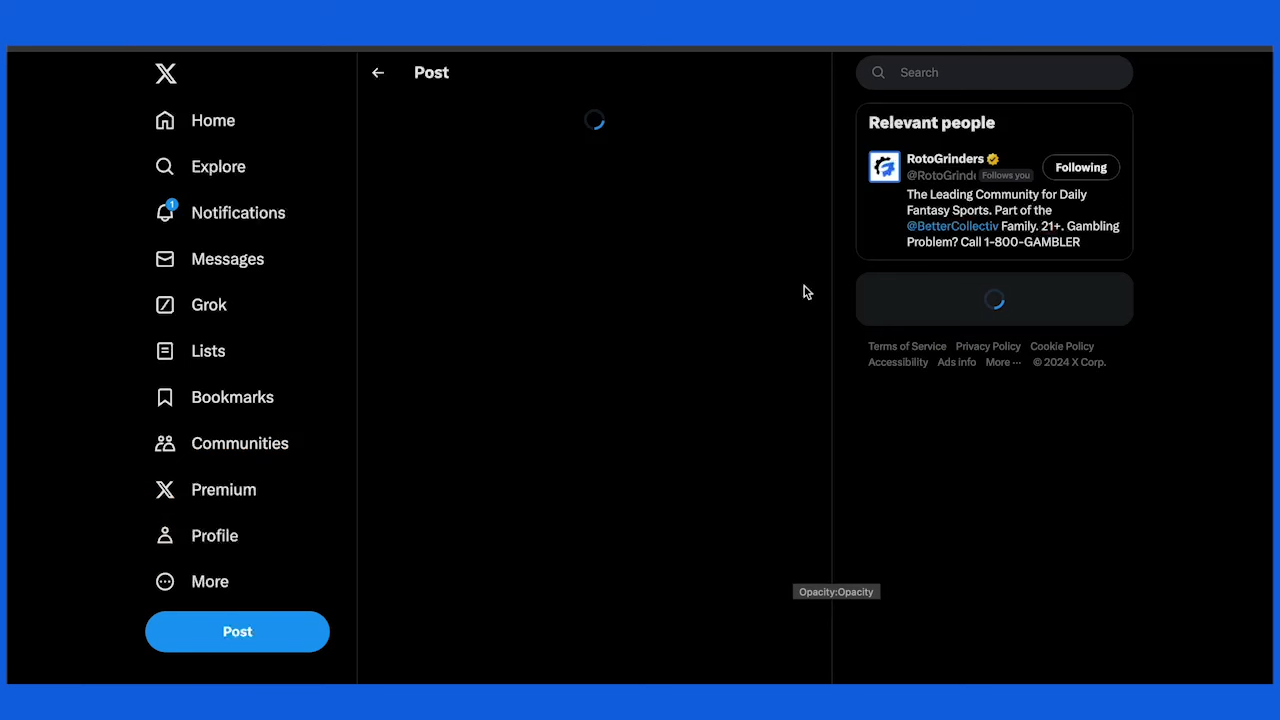 Home
Explore
1
Notifications
Messages
Grok
Lists
Bookmarks
Communities
Premium
Profile
More
Post
Post
Search
Relevant people
RotoGrinders
@RotoGrind Follows you
Following
The Leading Community for Daily
Fantasy Sports. Part of the
@BetterCollectiv Family. 21+. Gambling
Problem? Call 1-800-GAMBLER
Terms of Service Privacy Policy Cookie Policy
Accessibility Ads info More ··· © 2024 X Corp.
Opacity:Opacity